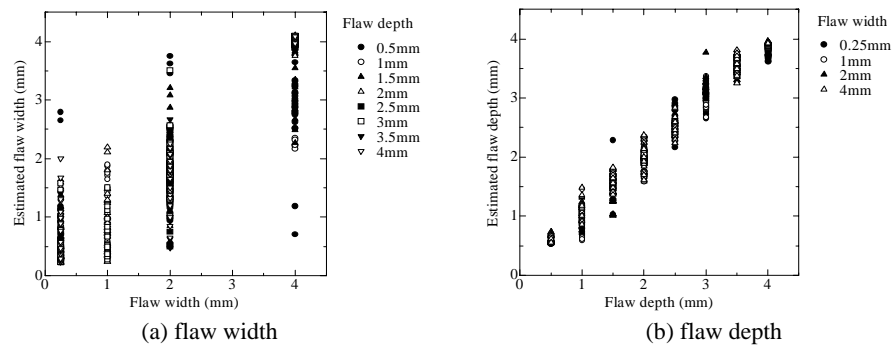 Flaw depth
0.5mm
1mm
1.5mm
2mm
2.5mm
3mm
3.5mm
4mm
Estimated flaw width (mm)
4
3
2
1
0
0 1 2 3 4
Flaw width (mm)
(a) flaw width
Flaw width
0.25mm
1mm
2mm
4mm
Estimated flaw depth (mm)
4
3
2
1
0
0 1 2 3 4
Flaw depth (mm)
(b) flaw depth